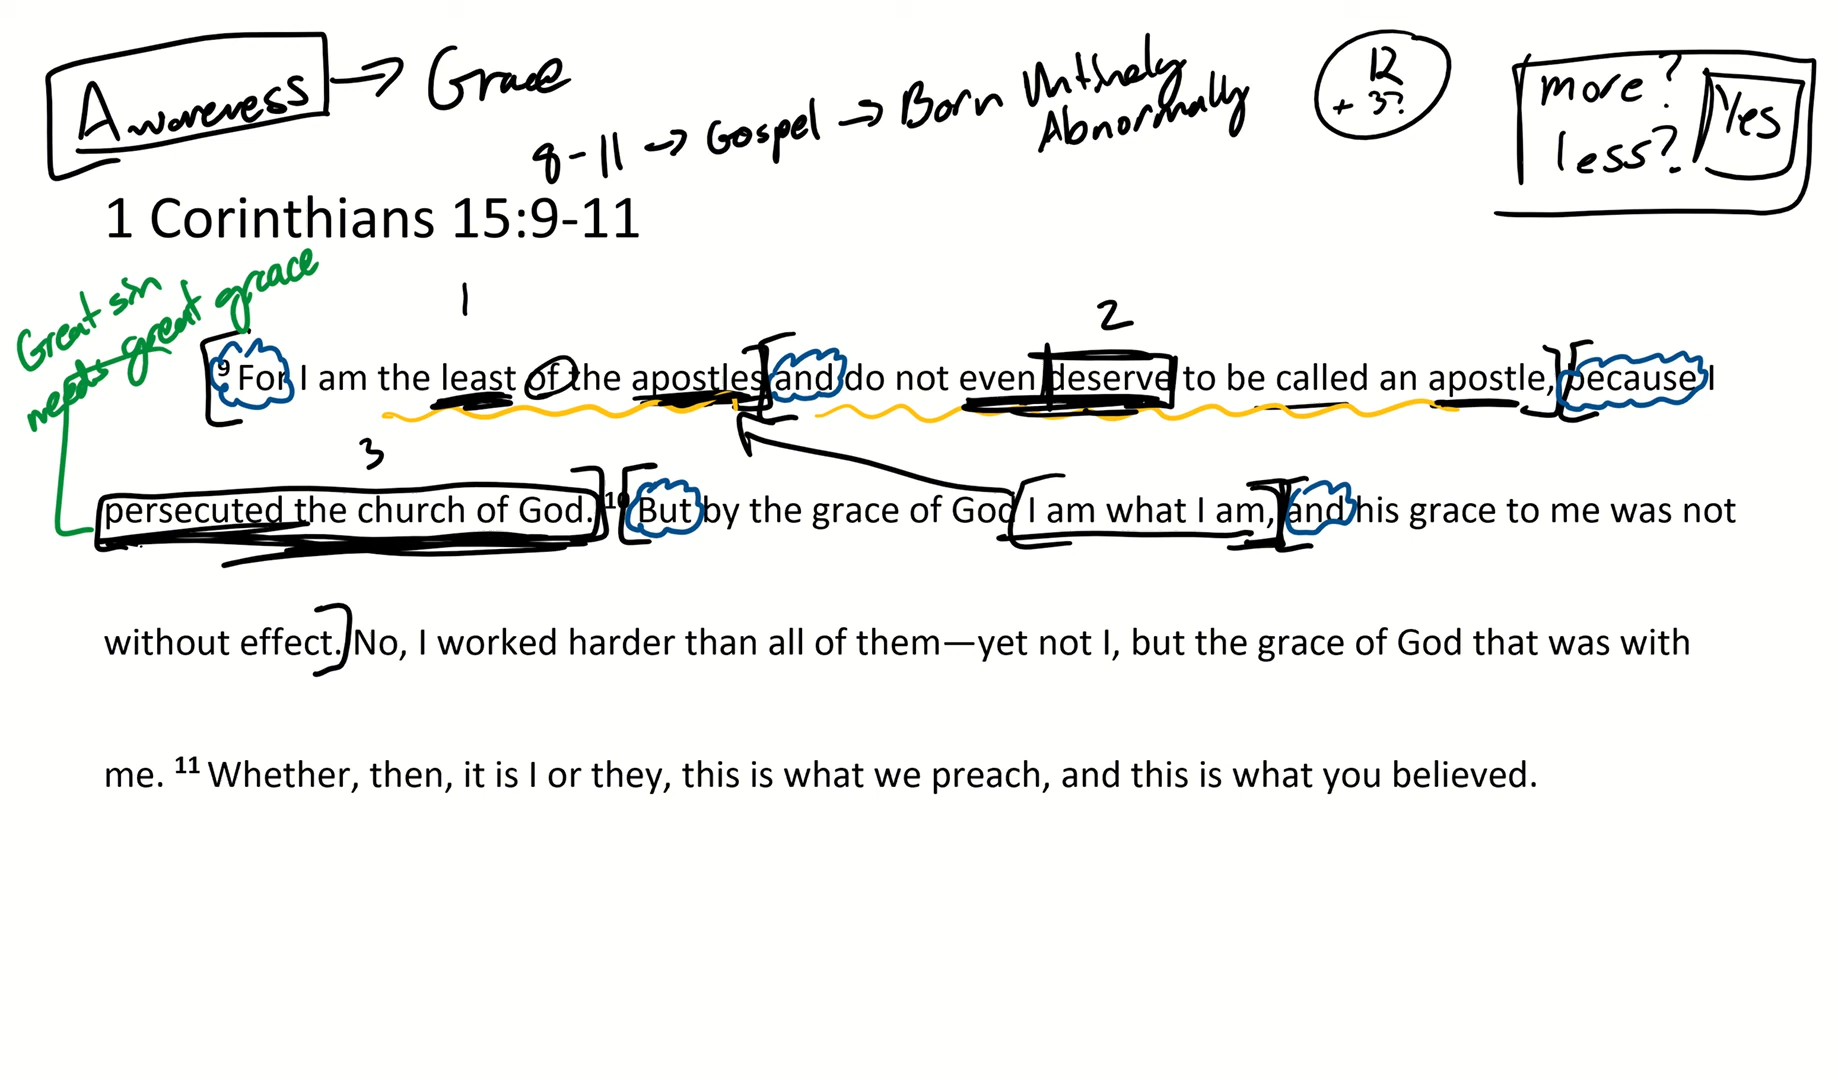 Awareness → Grace
8-11 → Gospel → Born Untimely
Abnormally
12
+ 3?
more?
less?
Yes
1 Corinthians 15:9-11
Great sin
needs great grace
1
2
⁹ For I am the least of the apostles and do not even deserve to be called an apostle, because I
3
persecuted the church of God. ¹⁰ But by the grace of God I am what I am, and his grace to me was not
without effect. No, I worked harder than all of them—yet not I, but the grace of God that was with
me. ¹¹ Whether, then, it is I or they, this is what we preach, and this is what you believed.